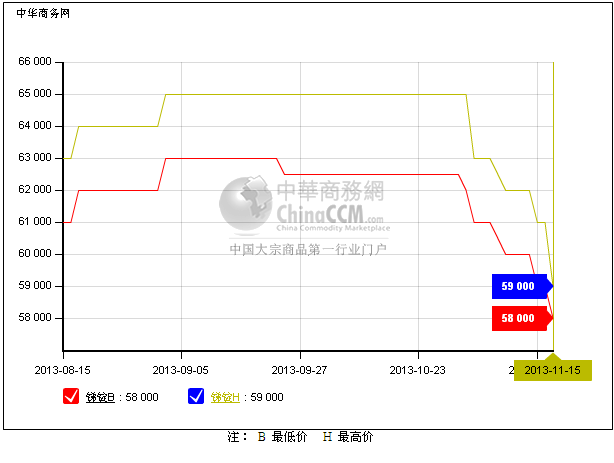 中华商务网
66 000
65 000
64 000
63 000
62 000
61 000
60 000
59 000
58 000
中華商務網
ChinaCCM.com
China Commodity Marketplace
中国大宗商品第一行业门户
59 000
58 000
2013-08-15
2013-09-05
2013-09-27
2013-10-23
2013-11-15
锑锭B : 58 000
锑锭H : 59 000
注： B 最低价 H 最高价